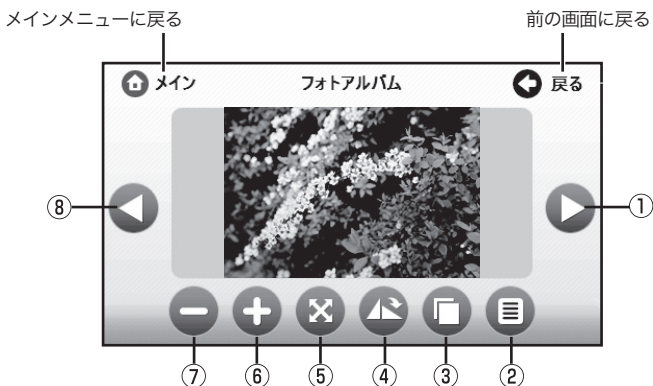 メインメニューに戻る
前の画面に戻る
メイン
フォトアルバム
戻る
⑧
①
⑦
⑥
⑤
④
③
②